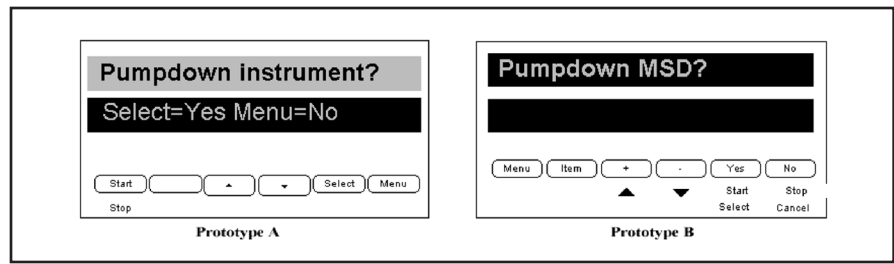 Pumpdown instrument?
Select=Yes Menu=No
Start Select Menu
Stop
Prototype A
Pumpdown MSD?
Menu Item + - Yes No
Start Stop
Select Cancel
Prototype B